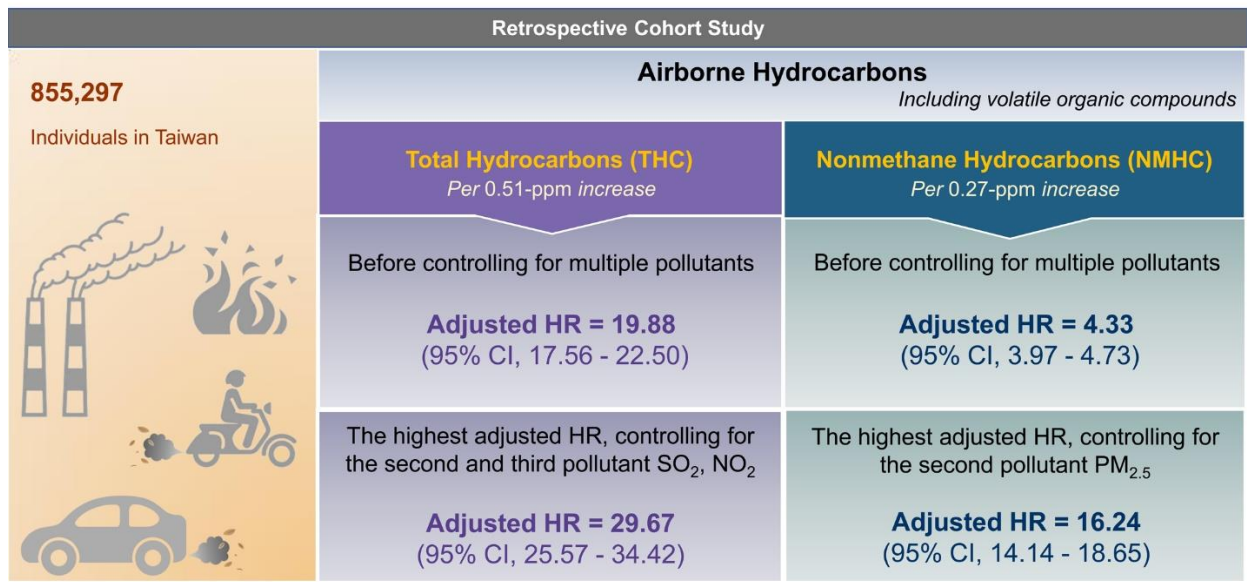 Retrospective Cohort Study
855,297
Individuals in Taiwan
Airborne Hydrocarbons
Including volatile organic compounds
Total Hydrocarbons (THC)
Per 0.51-ppm increase
Before controlling for multiple pollutants
Adjusted HR = 19.88
(95% CI, 17.56 - 22.50)
The highest adjusted HR, controlling for
the second and third pollutant SO₂, NO₂
Adjusted HR = 29.67
(95% CI, 25.57 - 34.42)
Nonmethane Hydrocarbons (NMHC)
Per 0.27-ppm increase
Before controlling for multiple pollutants
Adjusted HR = 4.33
(95% CI, 3.97 - 4.73)
The highest adjusted HR, controlling for
the second pollutant PM₂.₅
Adjusted HR = 16.24
(95% CI, 14.14 - 18.65)